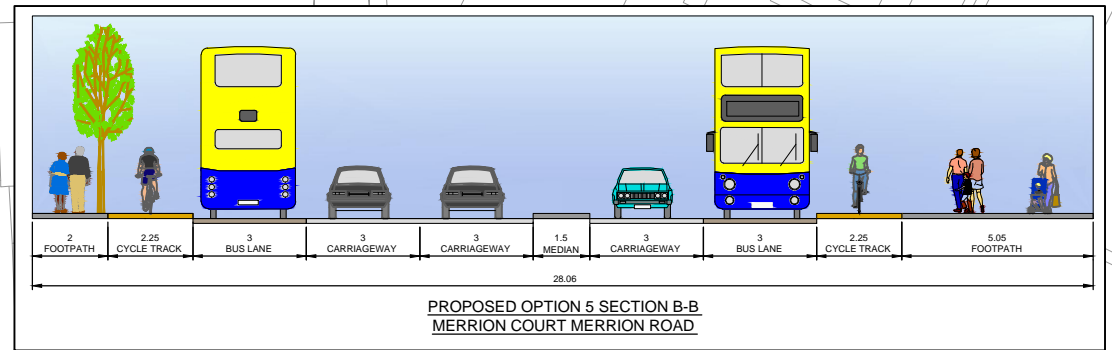 2 2.25 3 3 3 1.5 3 3 2.25 5.05
FOOTPATH CYCLE TRACK BUS LANE CARRIAGEWAY CARRIAGEWAY MEDIAN CARRIAGEWAY BUS LANE CYCLE TRACK FOOTPATH
28.06
PROPOSED OPTION 5 SECTION B-B
MERRION COURT MERRION ROAD